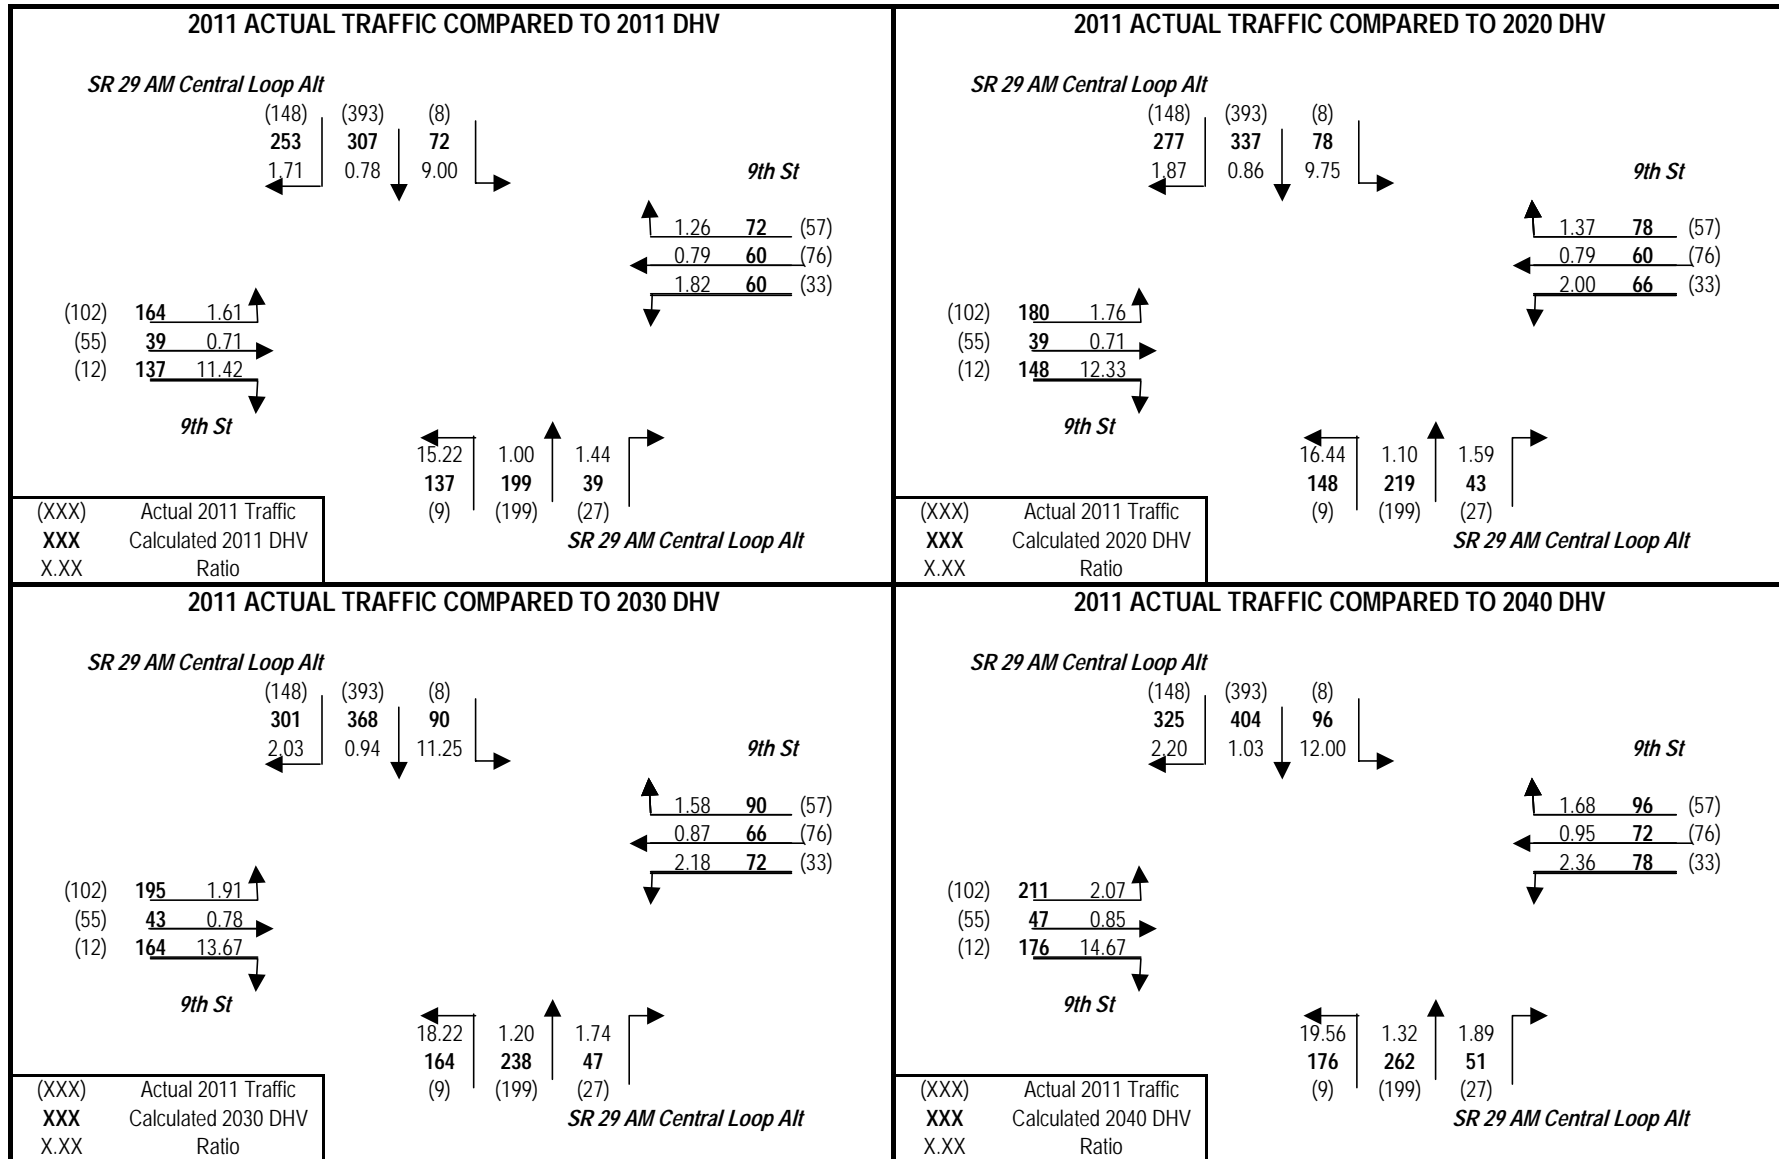 2011 ACTUAL TRAFFIC COMPARED TO 2011 DHV
SR 29 AM Central Loop Alt
(148) (393) (8)
253 307 72
1.71 0.78 9.00
9th St
1.26 72 (57)
0.79 60 (76)
1.82 60 (33)
(102) 164 1.61
(55) 39 0.71
(12) 137 11.42
9th St
15.22 1.00 1.44
137 199 39
(9) (199) (27)
SR 29 AM Central Loop Alt
(XXX) Actual 2011 Traffic
XXX Calculated 2011 DHV
X.XX Ratio
2011 ACTUAL TRAFFIC COMPARED TO 2020 DHV
SR 29 AM Central Loop Alt
(148) (393) (8)
277 337 78
1.87 0.86 9.75
9th St
1.37 78 (57)
0.79 60 (76)
2.00 66 (33)
(102) 180 1.76
(55) 39 0.71
(12) 148 12.33
9th St
16.44 1.10 1.59
148 219 43
(9) (199) (27)
SR 29 AM Central Loop Alt
(XXX) Actual 2011 Traffic
XXX Calculated 2020 DHV
X.XX Ratio
2011 ACTUAL TRAFFIC COMPARED TO 2030 DHV
SR 29 AM Central Loop Alt
(148) (393) (8)
301 368 90
2.03 0.94 11.25
9th St
1.58 90 (57)
0.87 66 (76)
2.18 72 (33)
(102) 195 1.91
(55) 43 0.78
(12) 164 13.67
9th St
18.22 1.20 1.74
164 238 47
(9) (199) (27)
SR 29 AM Central Loop Alt
(XXX) Actual 2011 Traffic
XXX Calculated 2030 DHV
X.XX Ratio
2011 ACTUAL TRAFFIC COMPARED TO 2040 DHV
SR 29 AM Central Loop Alt
(148) (393) (8)
325 404 96
2.20 1.03 12.00
9th St
1.68 96 (57)
0.95 72 (76)
2.36 78 (33)
(102) 211 2.07
(55) 47 0.85
(12) 176 14.67
9th St
19.56 1.32 1.89
176 262 51
(9) (199) (27)
SR 29 AM Central Loop Alt
(XXX) Actual 2011 Traffic
XXX Calculated 2040 DHV
X.XX Ratio